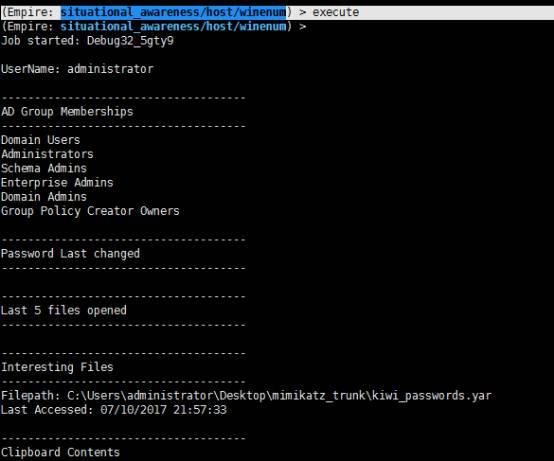 (Empire: situational_awareness/host/winenum) > execute
(Empire: situational_awareness/host/winenum) >
Job started: Debug32_5gty9
UserName: administrator
-------------------------------------
AD Group Memberships
-------------------------------------
Domain Users
Administrators
Schema Admins
Enterprise Admins
Domain Admins
Group Policy Creator Owners
-------------------------------------
Password Last changed
-------------------------------------
-------------------------------------
Last 5 files opened
-------------------------------------
-------------------------------------
Interesting Files
-------------------------------------
Filepath: C:\Users\administrator\Desktop\mimikatz_trunk\kiwi_passwords.yar
Last Accessed: 07/10/2017 21:57:33
-------------------------------------
Clipboard Contents